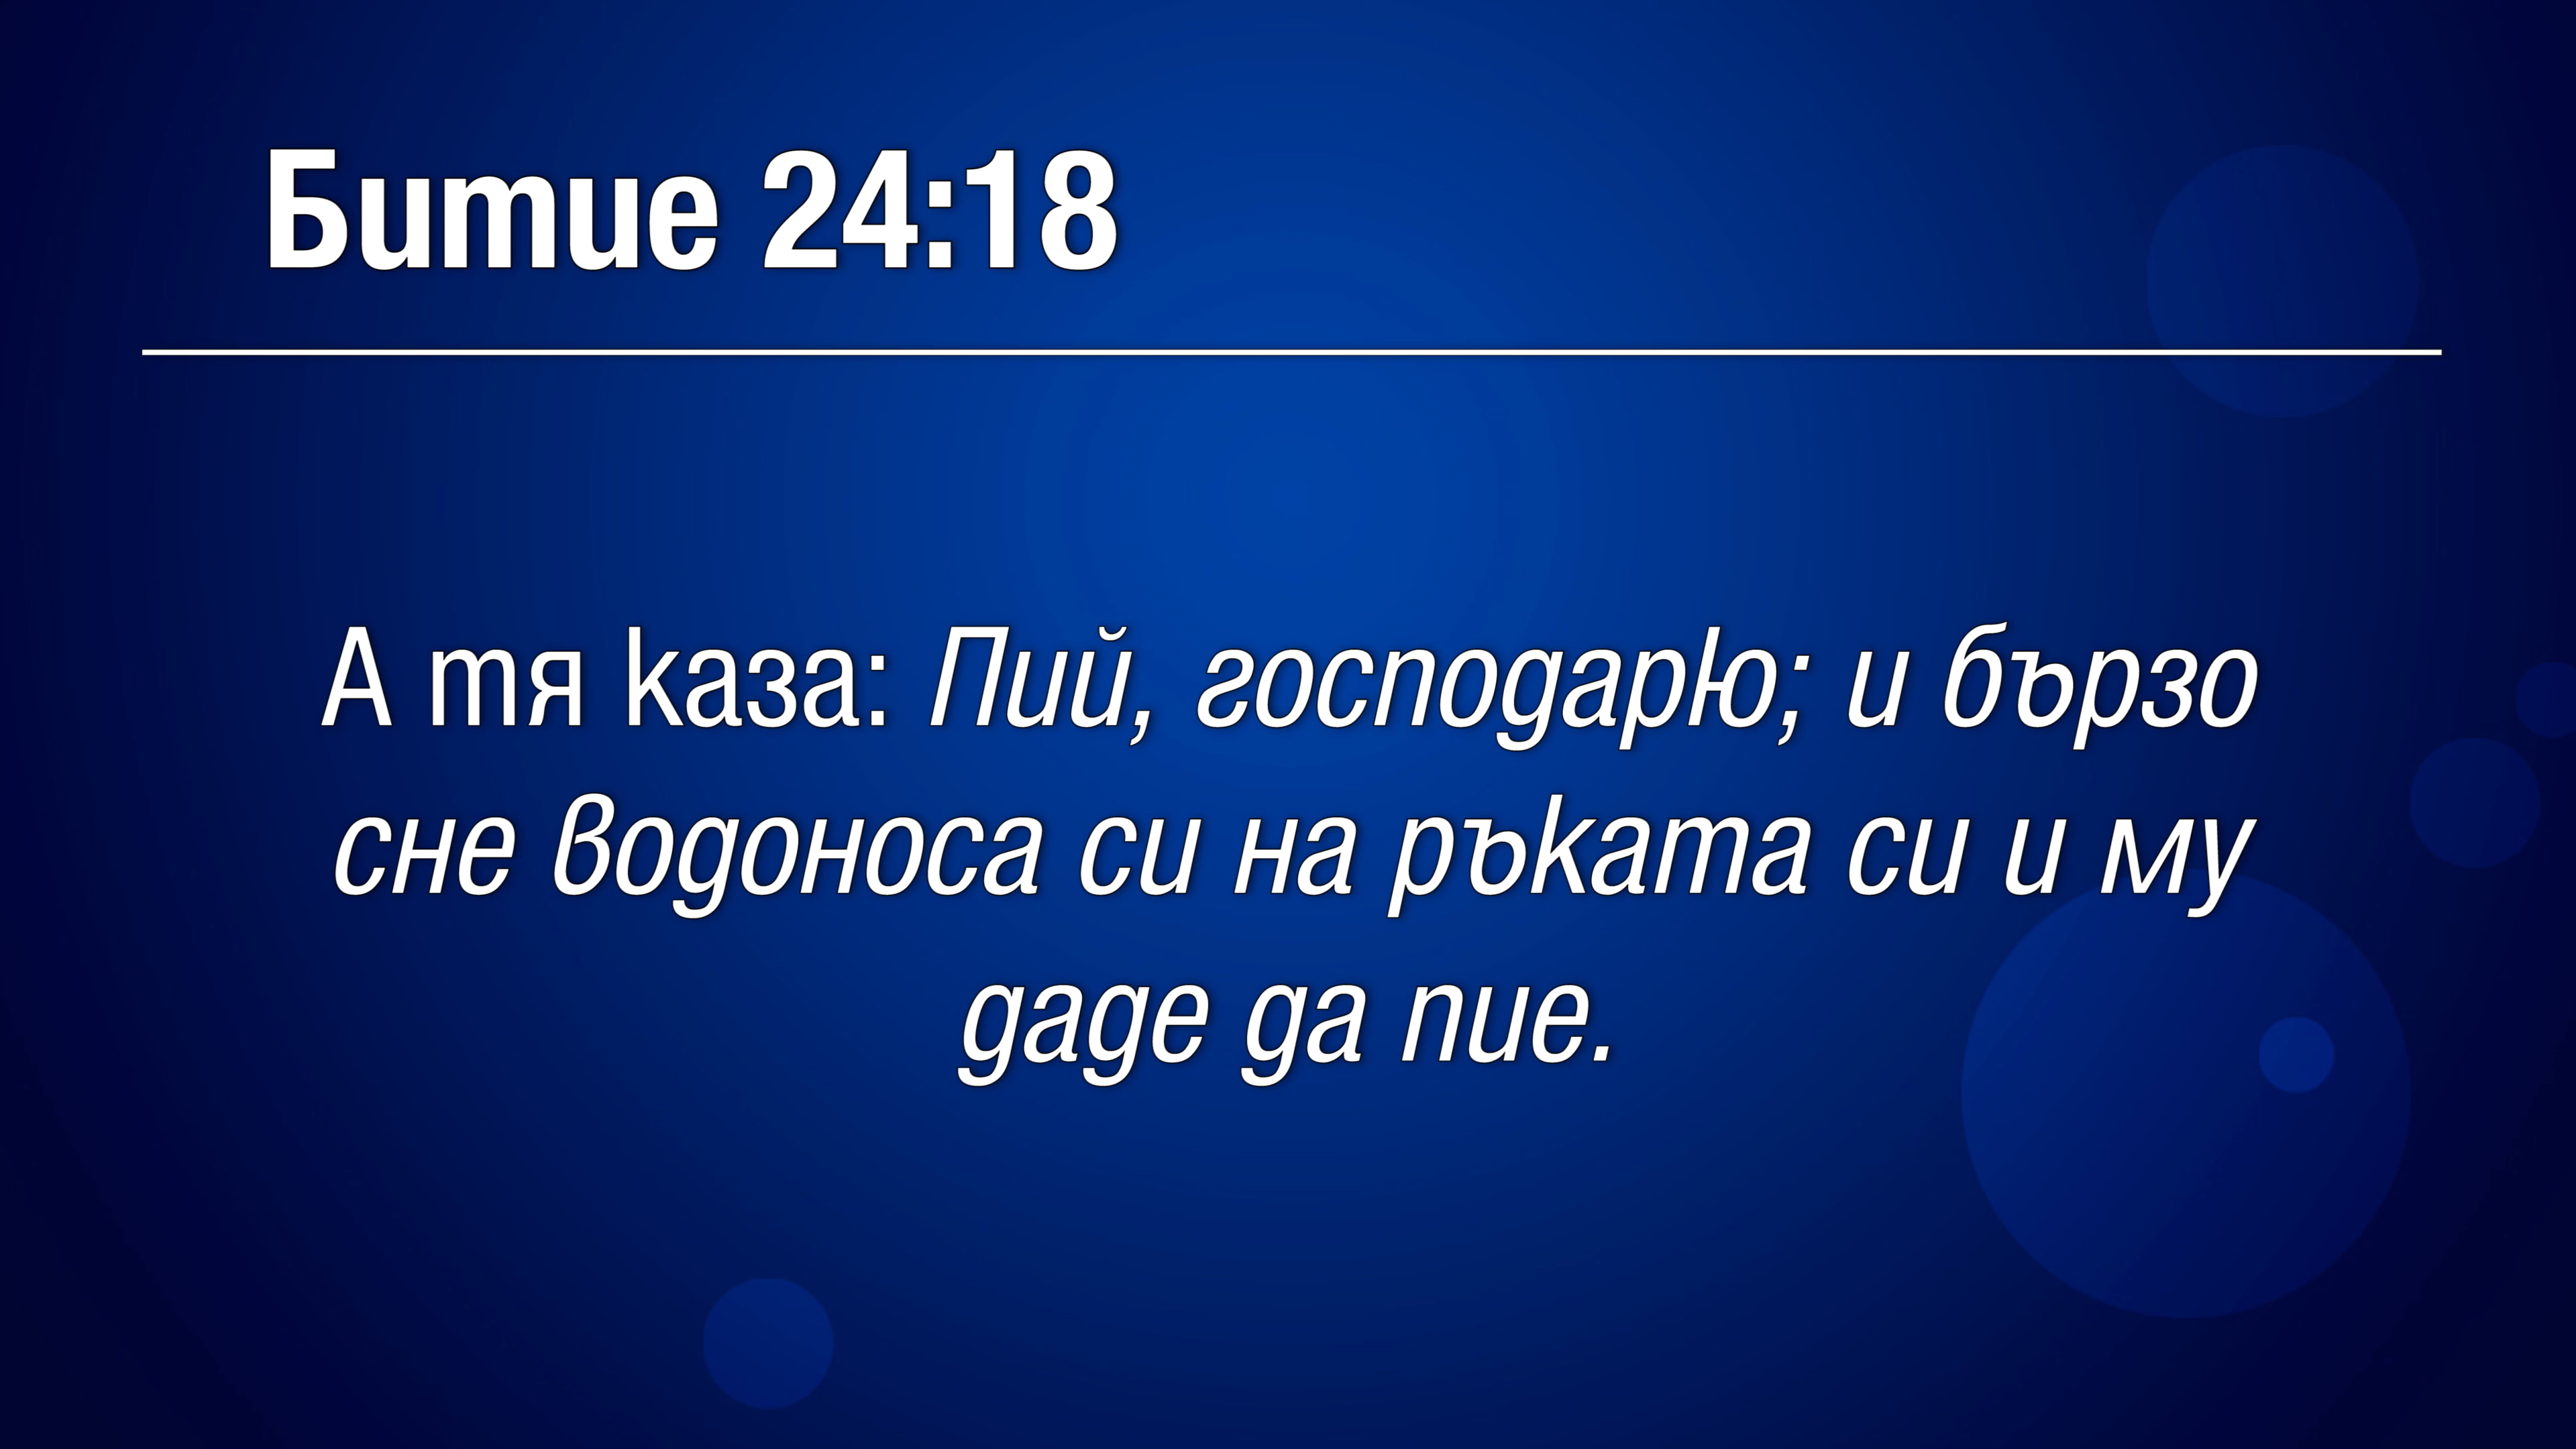 Битие 24:18
А тя каза: Пий, господарю; и бързо
сне водоноса си на ръката си и му
даде да пие.